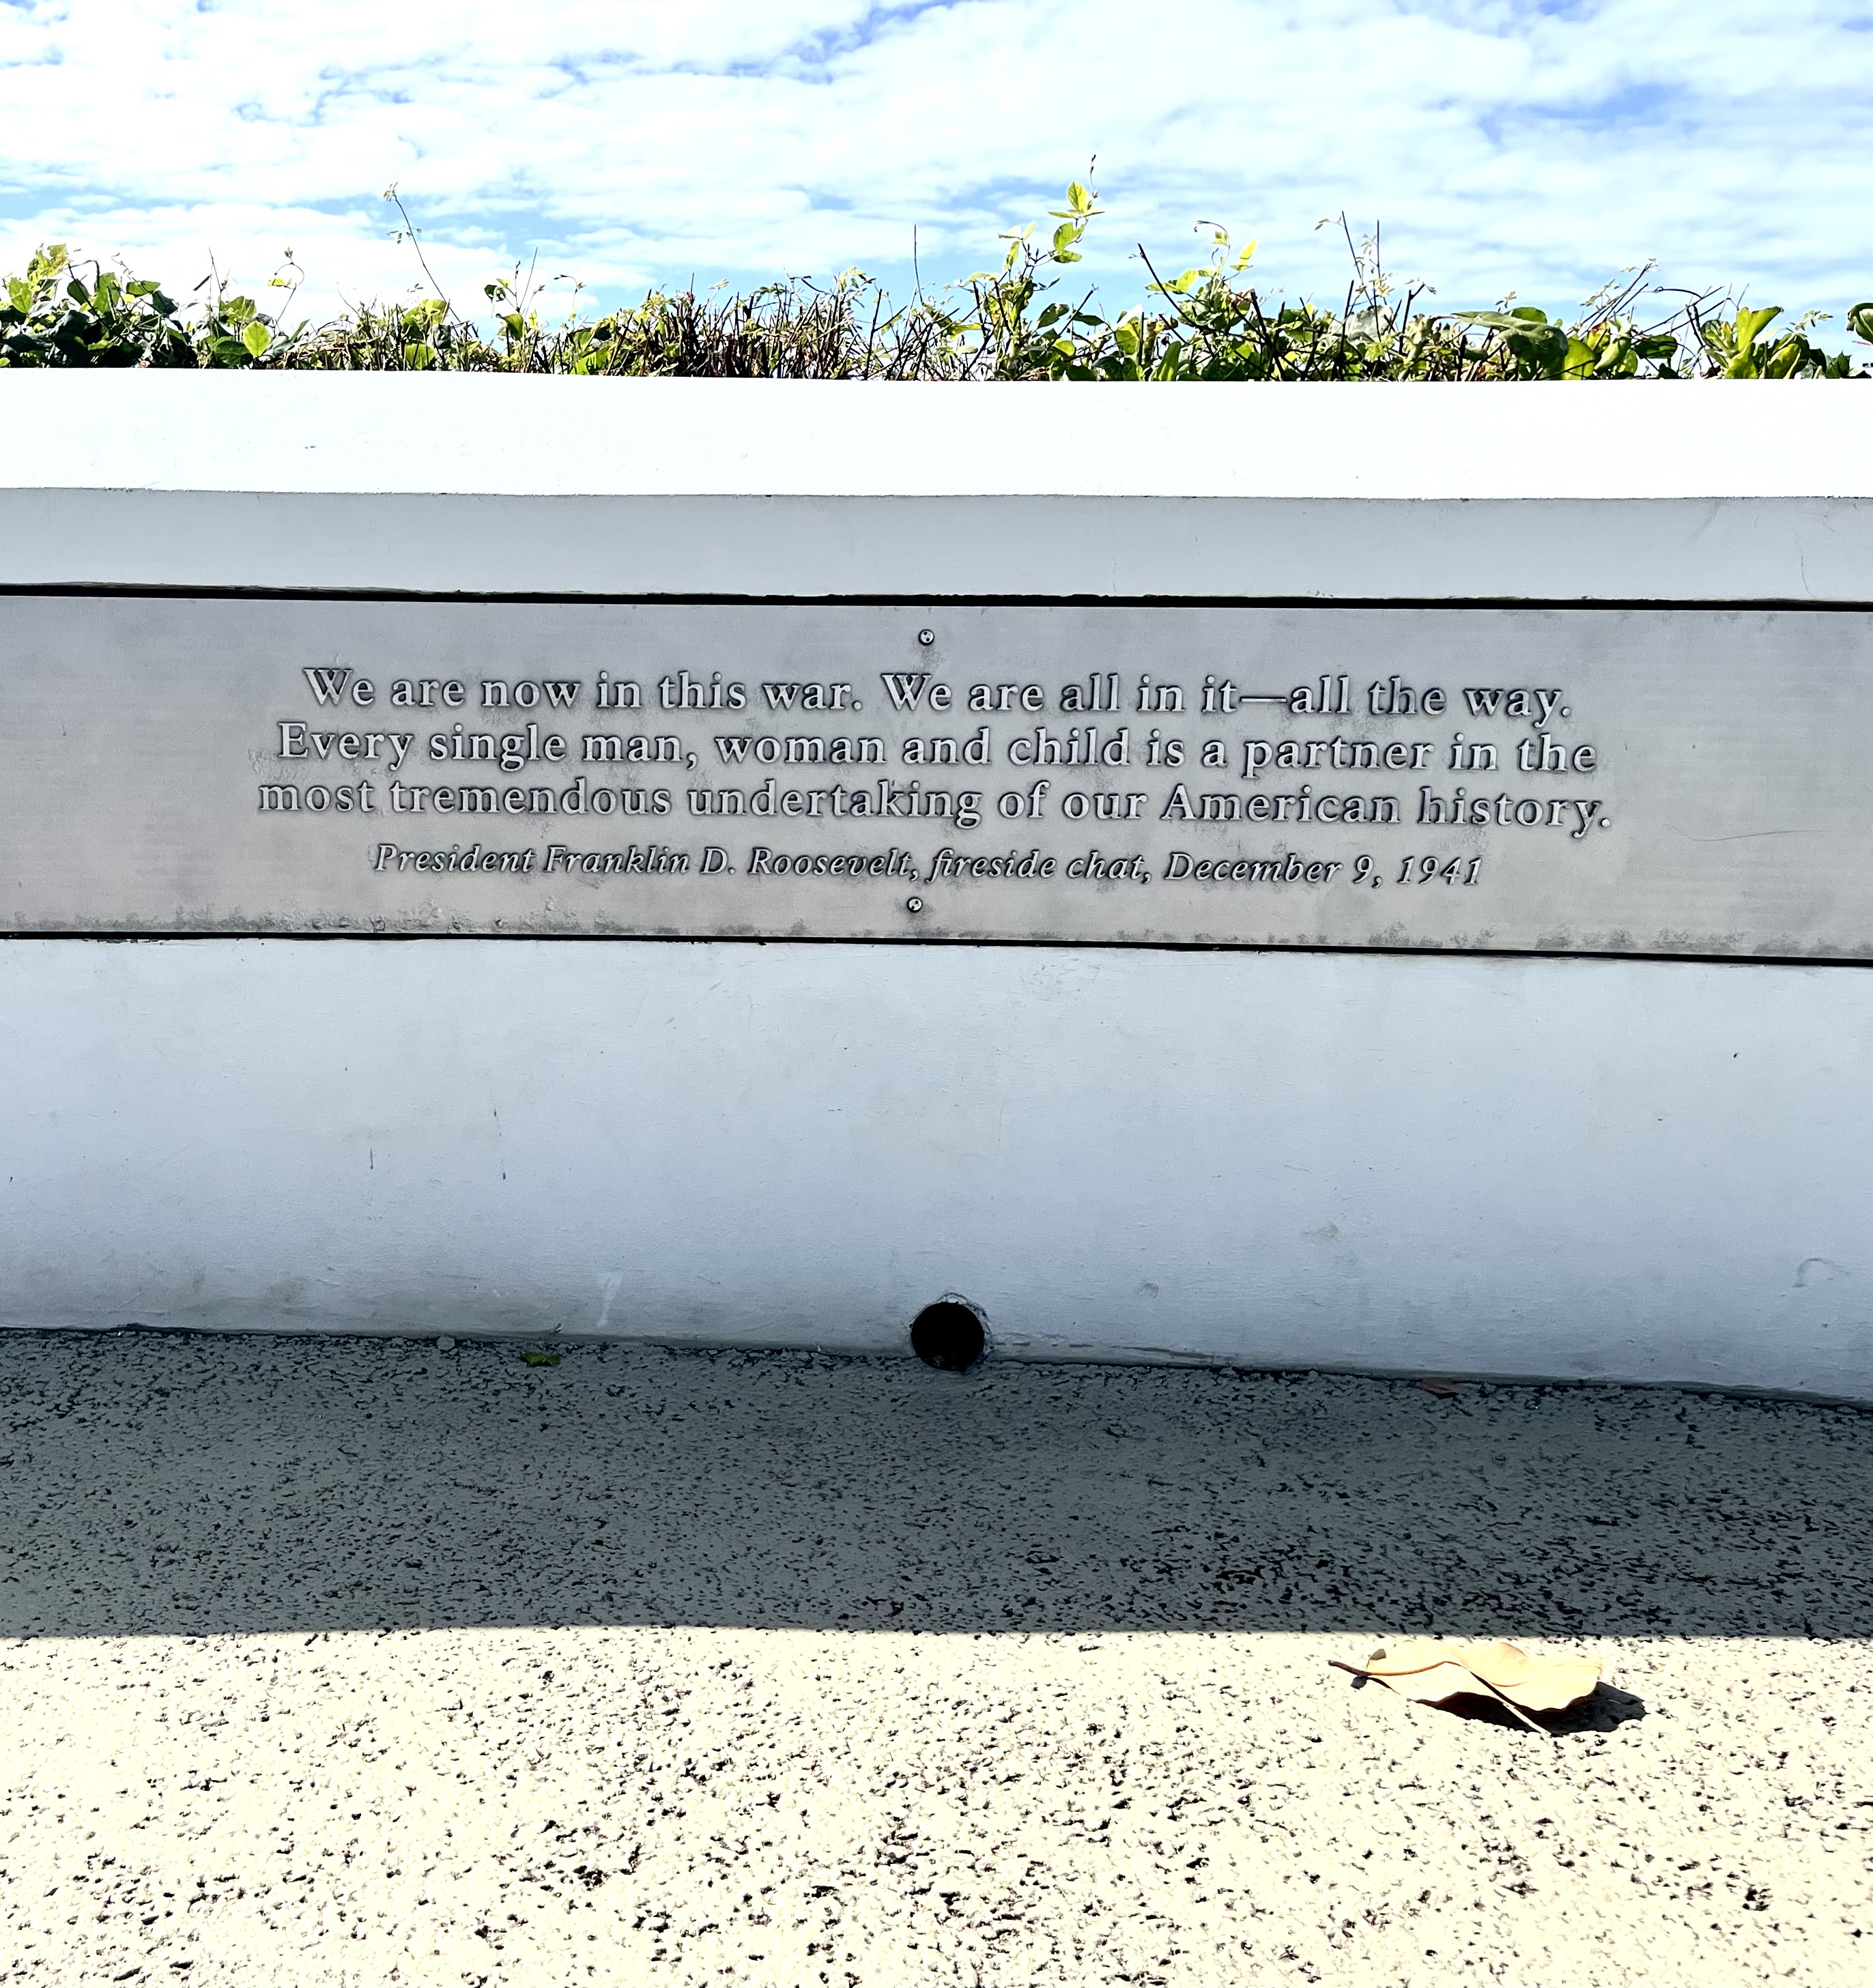 We are now in this war. We are all in it—all the way.
Every single man, woman and child is a partner in the
most tremendous undertaking of our American history.
President Franklin D. Roosevelt, fireside chat, December 9, 1941